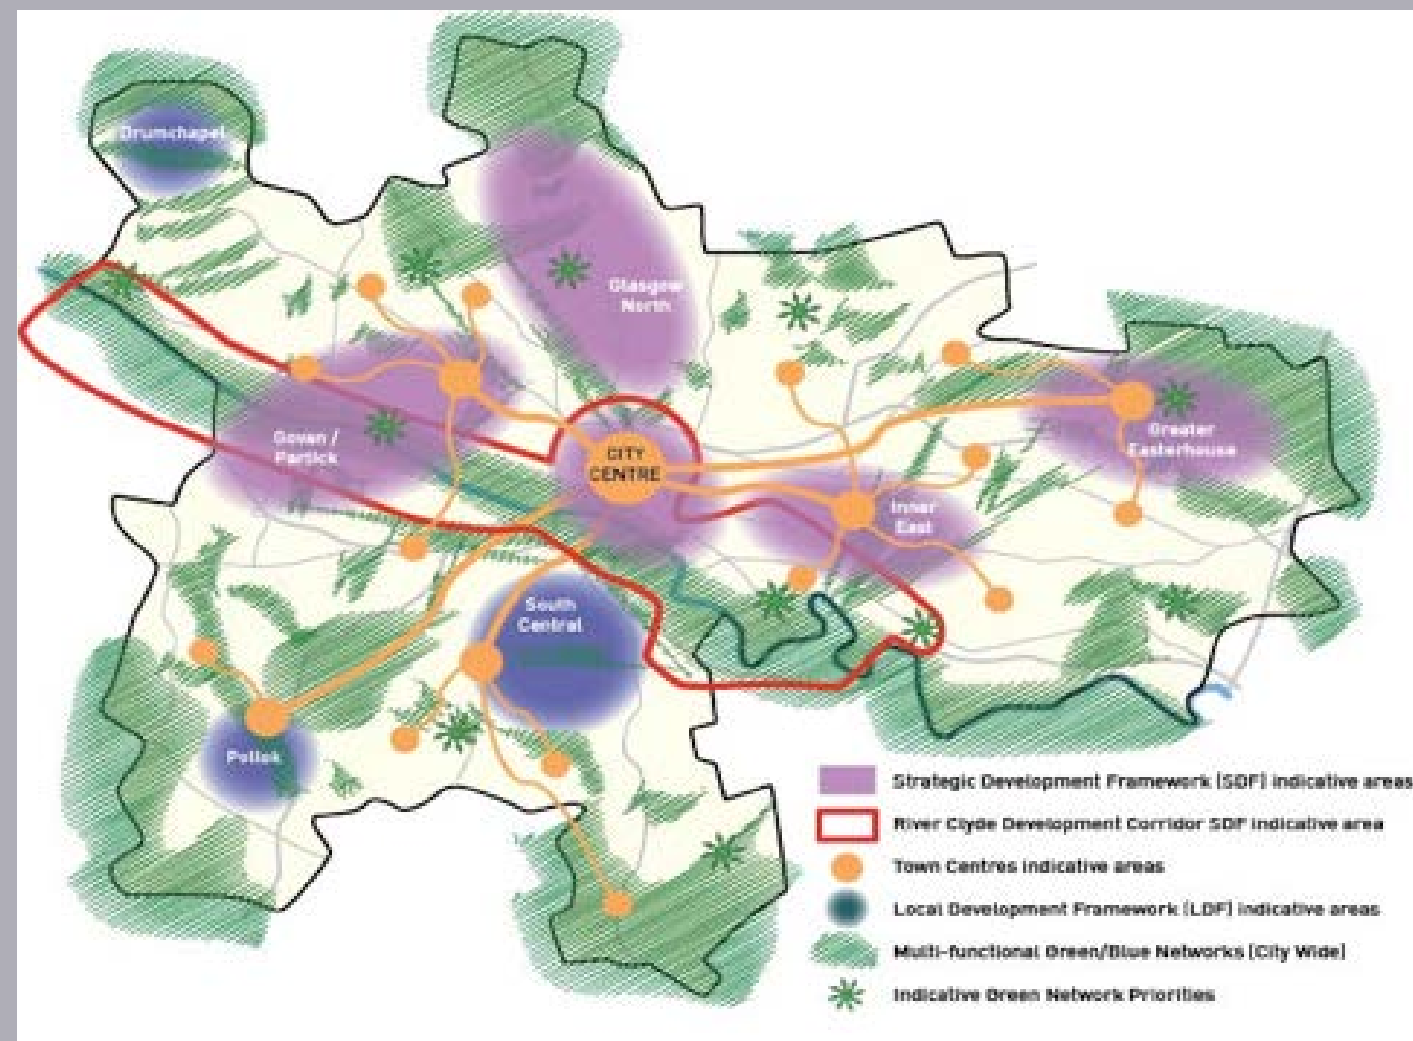 Drumchapel
Glasgow
North
Govan /
Partick
CITY
CENTRE
Greater
Easterhouse
Inner
East
South
Central
Pollok
Strategic Development Framework (SDF) indicative areas
River Clyde Development Corridor SDF indicative area
Town Centres indicative areas
Local Development Framework (LDF) indicative areas
Multi-functional Green/Blue Networks (City Wide)
Indicative Green Network Priorities